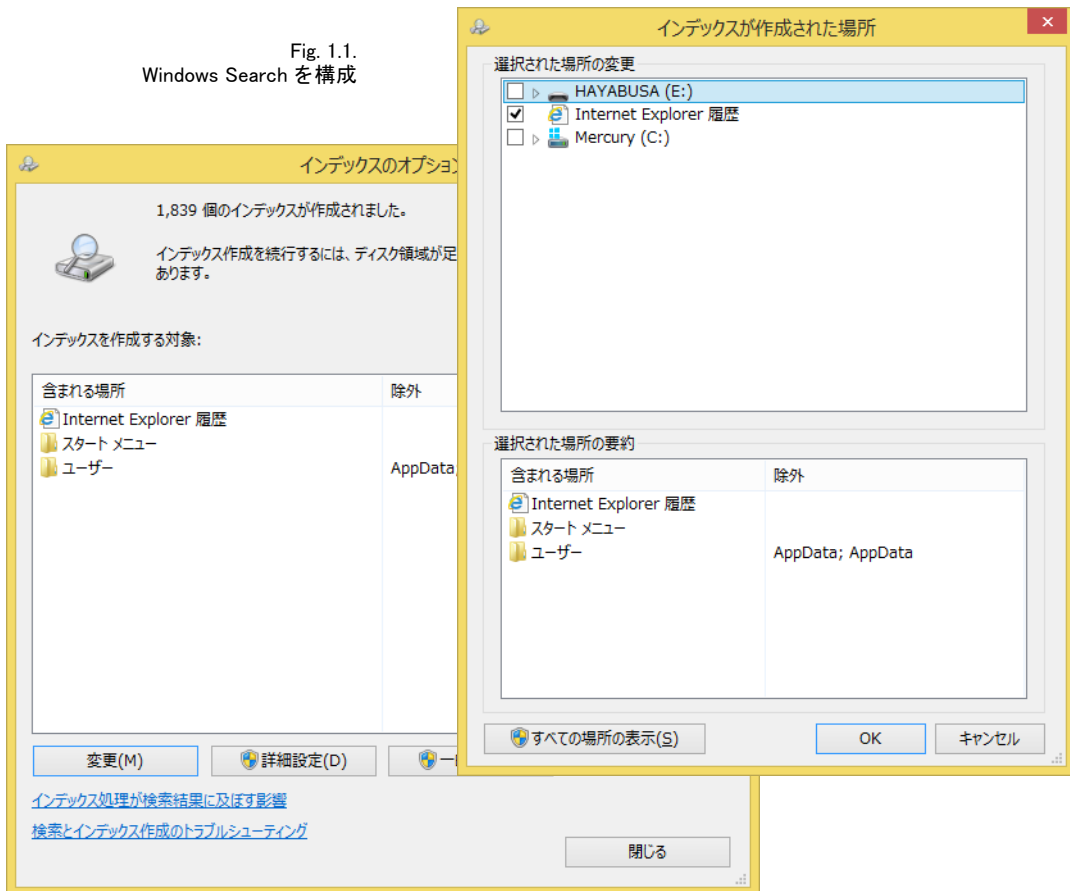 Fig. 1.1.
Windows Search を構成
インデックスのオプション
1,839 個のインデックスが作成されました。
インデックス作成を続行するには、ディスク領域が足
あります。
インデックスを作成する対象:
含まれる場所 除外
Internet Explorer 履歴
スタート メニュー
ユーザー AppData;
変更(M) 詳細設定(D)
インデックス処理が検索結果に及ぼす影響
検索とインデックス作成のトラブルシューティング
閉じる
インデックスが作成された場所
選択された場所の変更
HAYABUSA (E:)
Internet Explorer 履歴
Mercury (C:)
選択された場所の要約
含まれる場所 除外
Internet Explorer 履歴
スタート メニュー
ユーザー AppData; AppData
すべての場所の表示(S) OK キャンセル